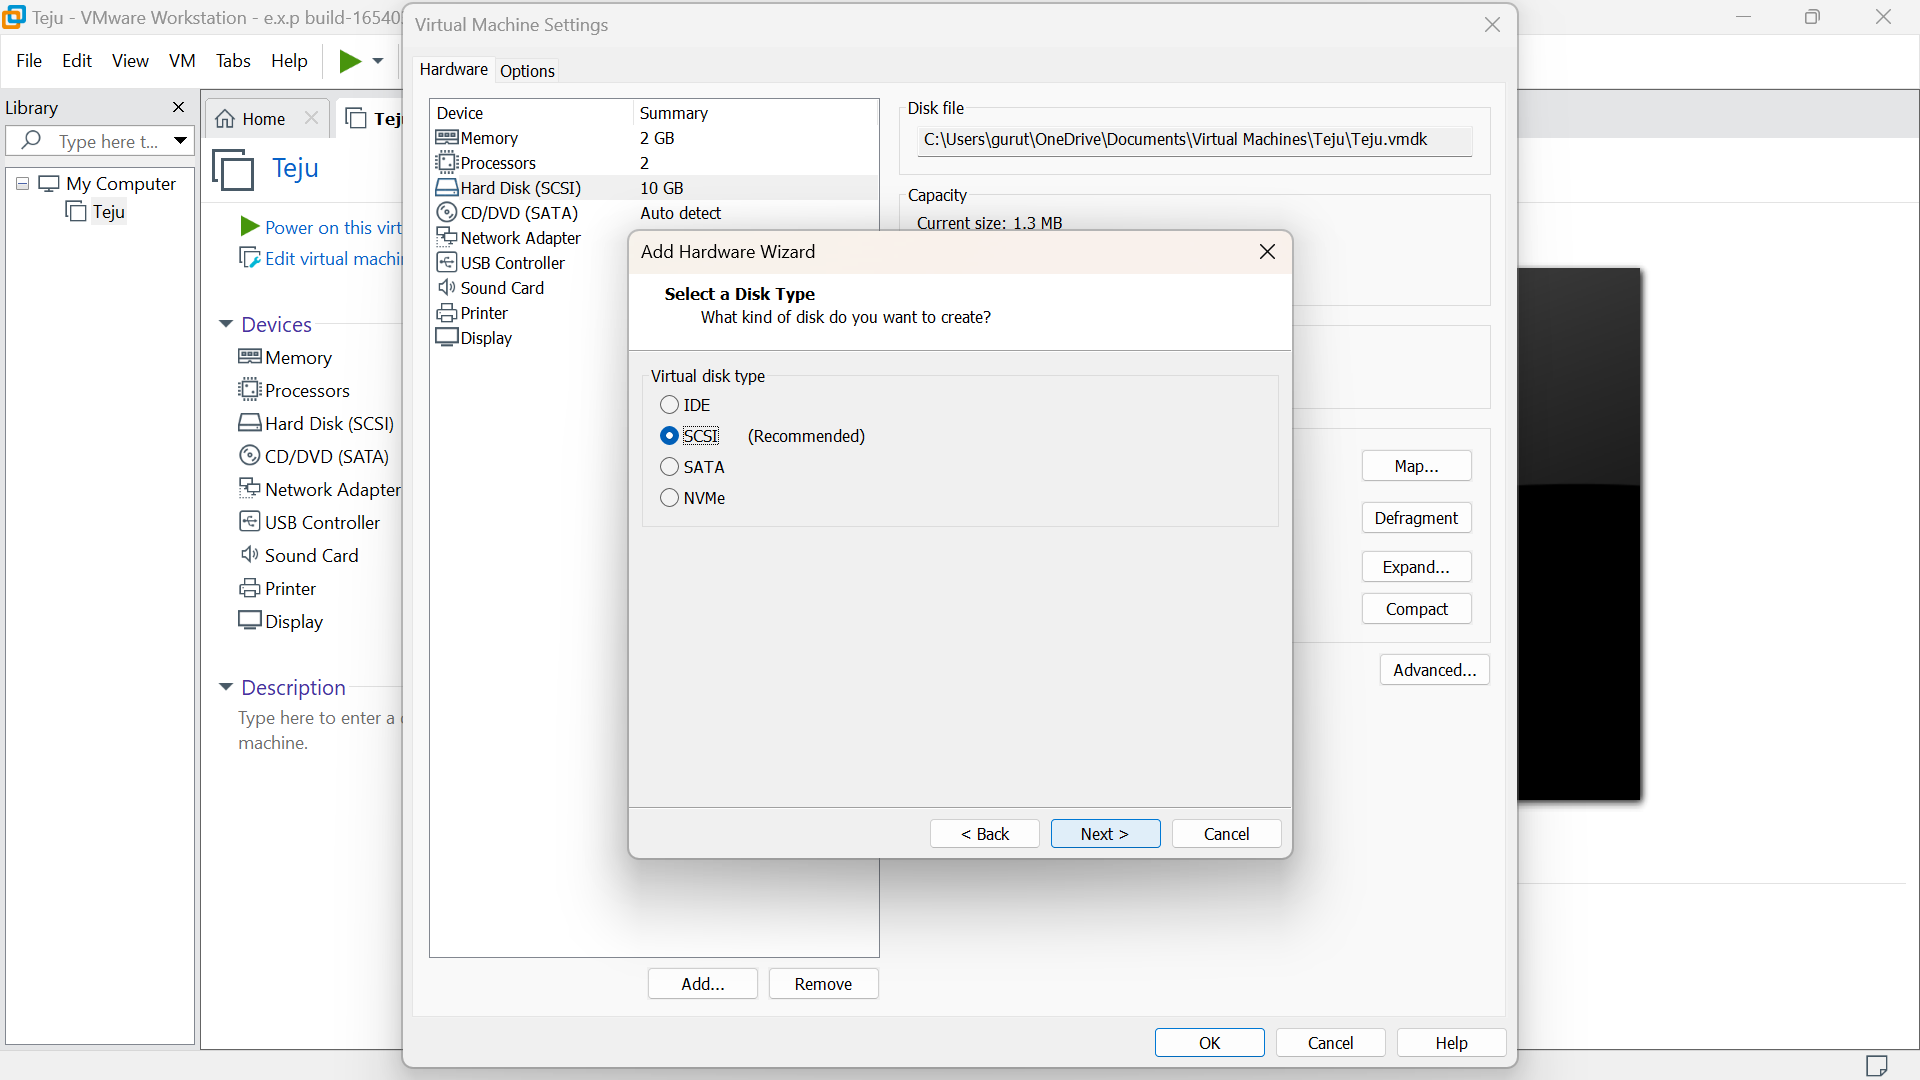 Teju - VMware Workstation - e.x.p build-16540
File Edit View VM Tabs Help
Library
Type here t...
My Computer
Teju
Home
Teju
Power on this virt
Edit virtual machi
Devices
Memory
Processors
Hard Disk (SCSI)
CD/DVD (SATA)
Network Adapter
USB Controller
Sound Card
Printer
Display
Description
Type here to enter a
machine.
Virtual Machine Settings
Hardware Options
Device Summary
Memory 2 GB
Processors 2
Hard Disk (SCSI) 10 GB
CD/DVD (SATA) Auto detect
Network Adapter
USB Controller
Sound Card
Printer
Display
Disk file
C:\Users\gurut\OneDrive\Documents\Virtual Machines\Teju\Teju.vmdk
Capacity
Current size: 1.3 MB
Add Hardware Wizard
Select a Disk Type
What kind of disk do you want to create?
Virtual disk type
IDE
SCSI (Recommended)
SATA
NVMe
< Back Next > Cancel
Map...
Defragment
Expand...
Compact
Advanced...
Add... Remove
OK Cancel Help